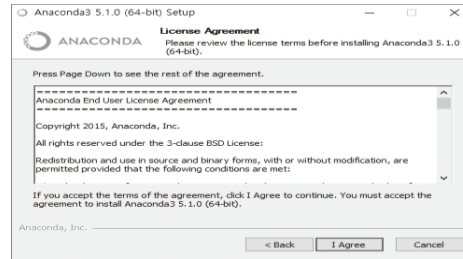 Anaconda3 5.1.0 (64-bit) Setup
ANACONDA
License Agreement
Please review the license terms before installing Anaconda3 5.1.0
(64-bit).
Press Page Down to see the rest of the agreement.
====================================
Anaconda End User License Agreement
====================================
Copyright 2015, Anaconda, Inc.
All rights reserved under the 3-clause BSD License:
Redistribution and use in source and binary forms, with or without modification, are
permitted provided that the following conditions are met:
If you accept the terms of the agreement, click I Agree to continue. You must accept the
agreement to install Anaconda3 5.1.0 (64-bit).
Anaconda, Inc.
< Back
I Agree
Cancel